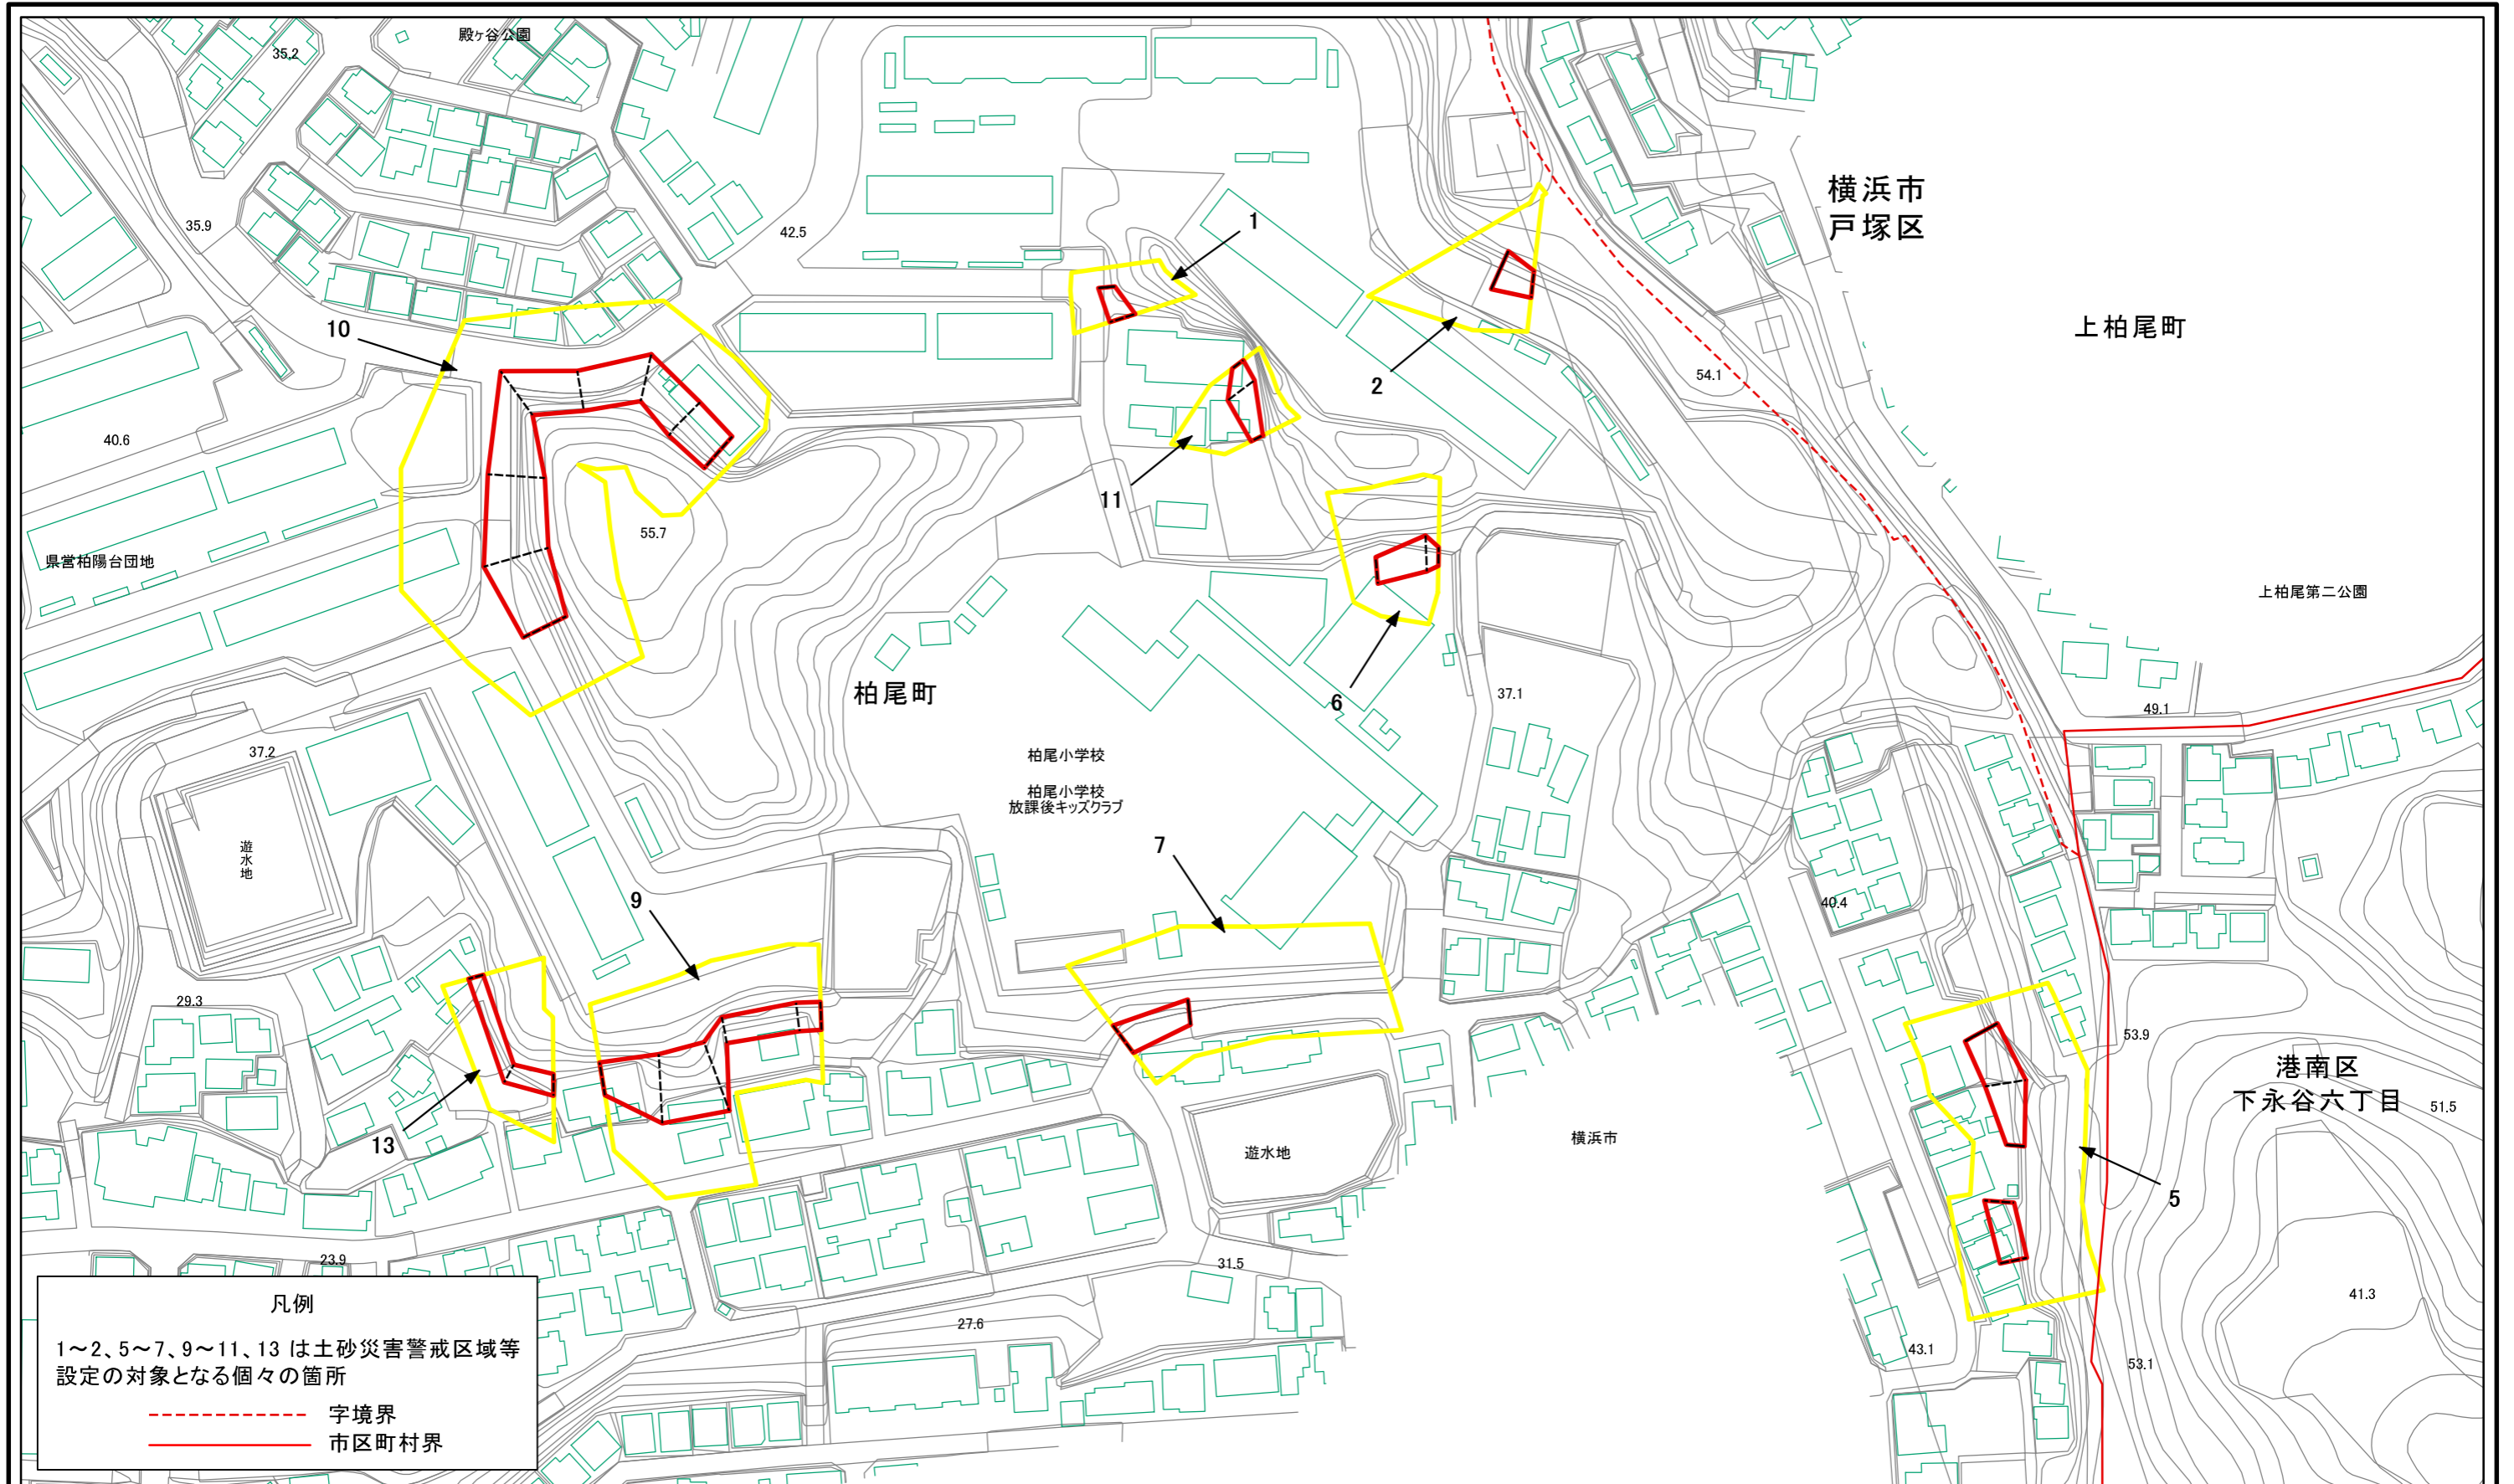 殿ヶ谷公園
35.2
横浜市
戸塚区
35.9
42.5
1
上柏尾町
10
2
54.1
40.6
11
55.7
県営柏陽台団地
上柏尾第二公園
柏尾町
6
37.1
49.1
37.2
柏尾小学校
柏尾小学校
放課後キッズクラブ
遊水地
7
9
40.4
29.3
53.9
港南区
下永谷六丁目
51.5
13
横浜市
遊水地
5
23.9
31.5
41.3
27.6
43.1
53.1
凡例
1～2、5～7、9～11、13 は土砂災害警戒区域等
設定の対象となる個々の箇所
字境界
市区町村界